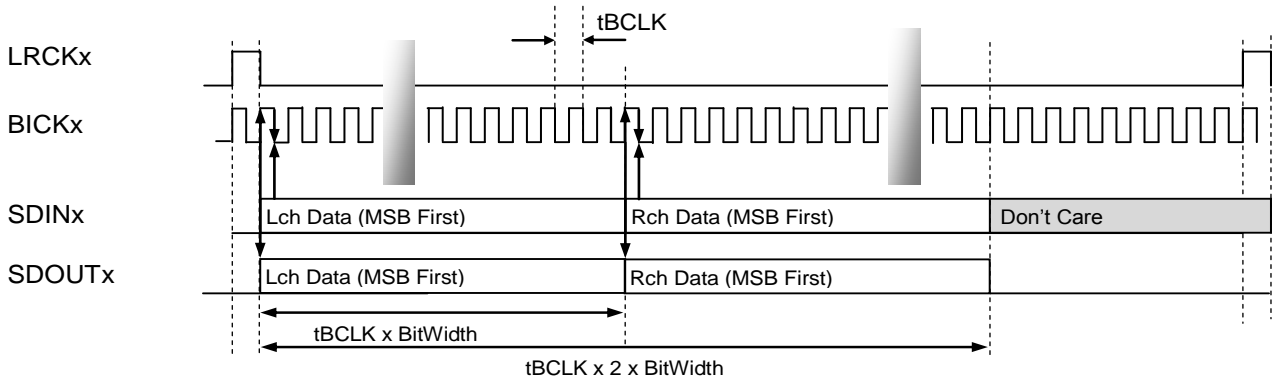 tBCLK
LRCKx
BICKx
SDINx
Lch Data (MSB First)
Rch Data (MSB First)
Don't Care
SDOUTx
Lch Data (MSB First)
Rch Data (MSB First)
tBCLK x BitWidth
tBCLK x 2 x BitWidth